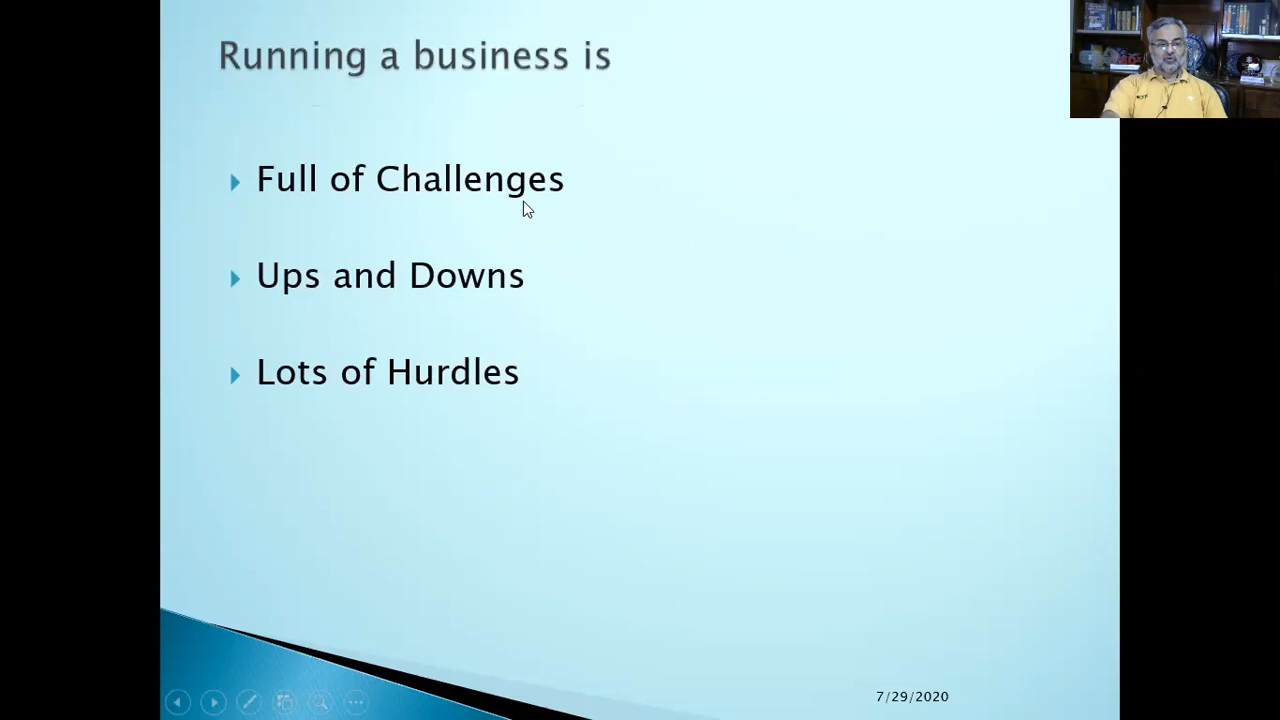 Running a business is
Full of Challenges
Ups and Downs
Lots of Hurdles
7/29/2020